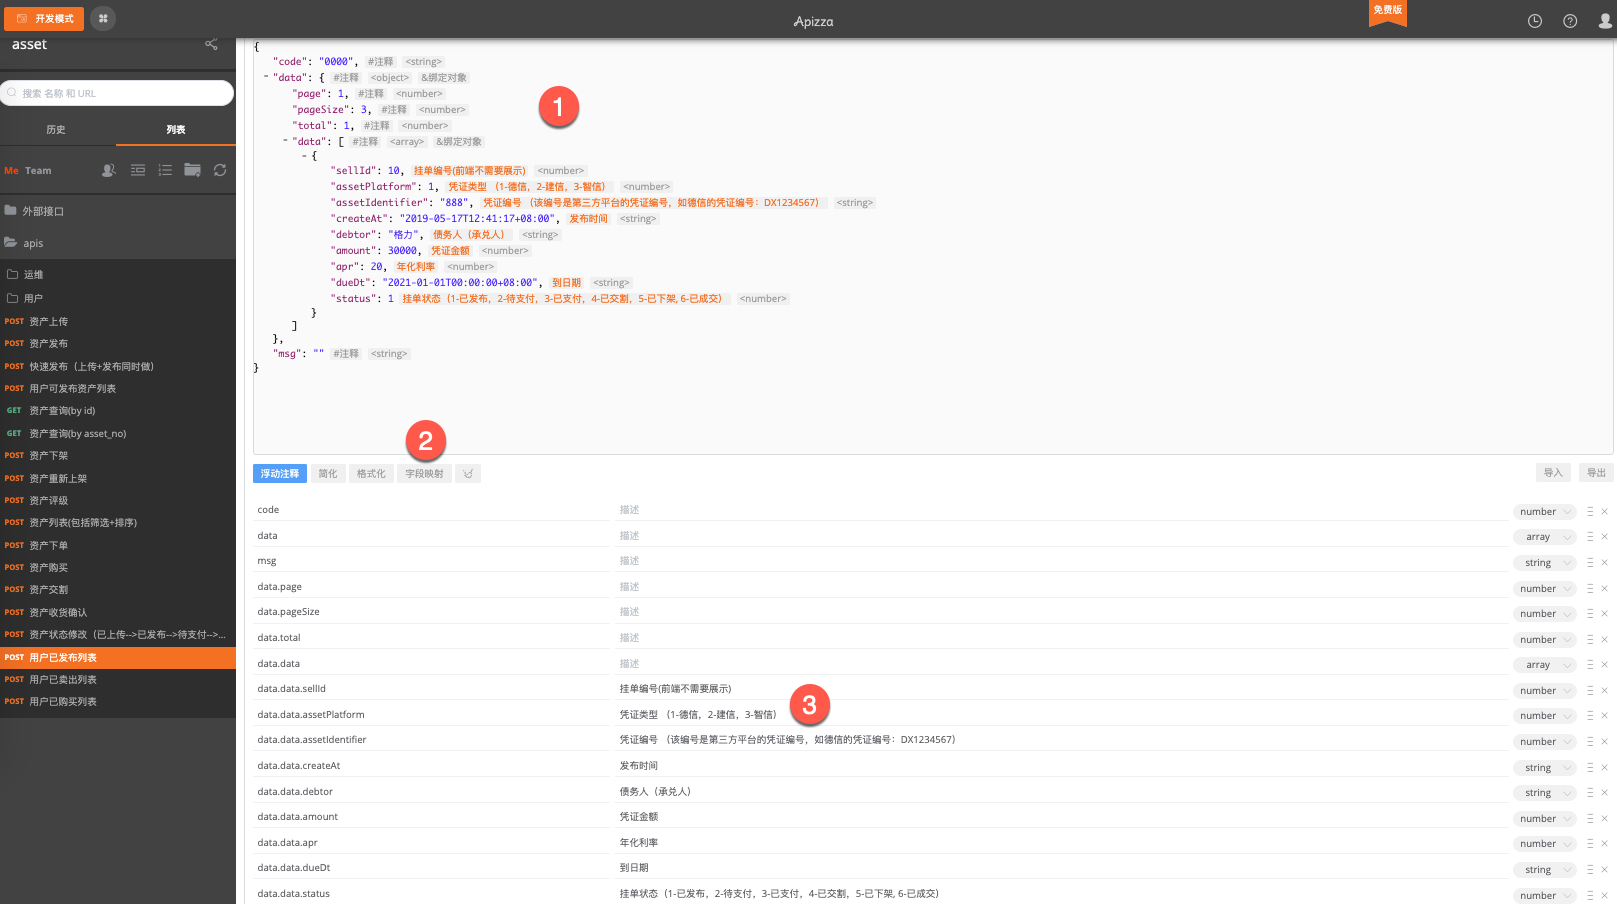 开发模式
Apizza
免费版
asset
搜索 名称 和 URL
历史
列表
Me Team
外部接口
apis
运维
用户
POST 资产上传
POST 资产发布
POST 快速发布（上传+发布同时做）
POST 用户可发布资产列表
GET 资产查询(by id)
GET 资产查询(by asset_no)
POST 资产下架
POST 资产重新上架
POST 资产评级
POST 资产列表(包括筛选+排序)
POST 资产下单
POST 资产购买
POST 资产交割
POST 资产收货确认
POST 资产状态修改（已上传-->已发布-->待支付-->...
POST 用户已发布列表
POST 用户已卖出列表
POST 用户已购买列表
{
"code": "0000", #注释 <string>
"data": { #注释 <object> &绑定对象
"page": 1, #注释 <number>
"pageSize": 3, #注释 <number>
"total": 1, #注释 <number>
"data": [ #注释 <array> &绑定对象
{
"sellId": 10, 挂单编号(前端不需要展示) <number>
"assetPlatform": 1, 凭证类型 （1-德信，2-建信，3-智信） <number>
"assetIdentifier": "888", 凭证编号 （该编号是第三方平台的凭证编号，如德信的凭证编号：DX1234567） <string>
"createAt": "2019-05-17T12:41:17+08:00", 发布时间 <string>
"debtor": "格力", 债务人（承兑人） <string>
"amount": 30000, 凭证金额 <number>
"apr": 20, 年化利率 <number>
"dueDt": "2021-01-01T00:00:00+08:00", 到日期 <string>
"status": 1 挂单状态（1-已发布，2-待支付，3-已支付，4-已交割，5-已下架, 6-已成交） <number>
}
]
},
"msg": "" #注释 <string>
}
1
2
浮动注释 简化 格式化 字段映射
导入 导出
code 描述 number
data 描述 array
msg 描述 string
data.page 描述 number
data.pageSize 描述 number
data.total 描述 number
data.data 描述 array
data.data.sellId 挂单编号(前端不需要展示) number
data.data.assetPlatform 凭证类型 （1-德信，2-建信，3-智信） 3 number
data.data.assetIdentifier 凭证编号 （该编号是第三方平台的凭证编号，如德信的凭证编号：DX1234567） number
data.data.createAt 发布时间 string
data.data.debtor 债务人（承兑人） string
data.data.amount 凭证金额 number
data.data.apr 年化利率 number
data.data.dueDt 到日期 string
data.data.status 挂单状态（1-已发布，2-待支付，3-已支付，4-已交割，5-已下架, 6-已成交） number